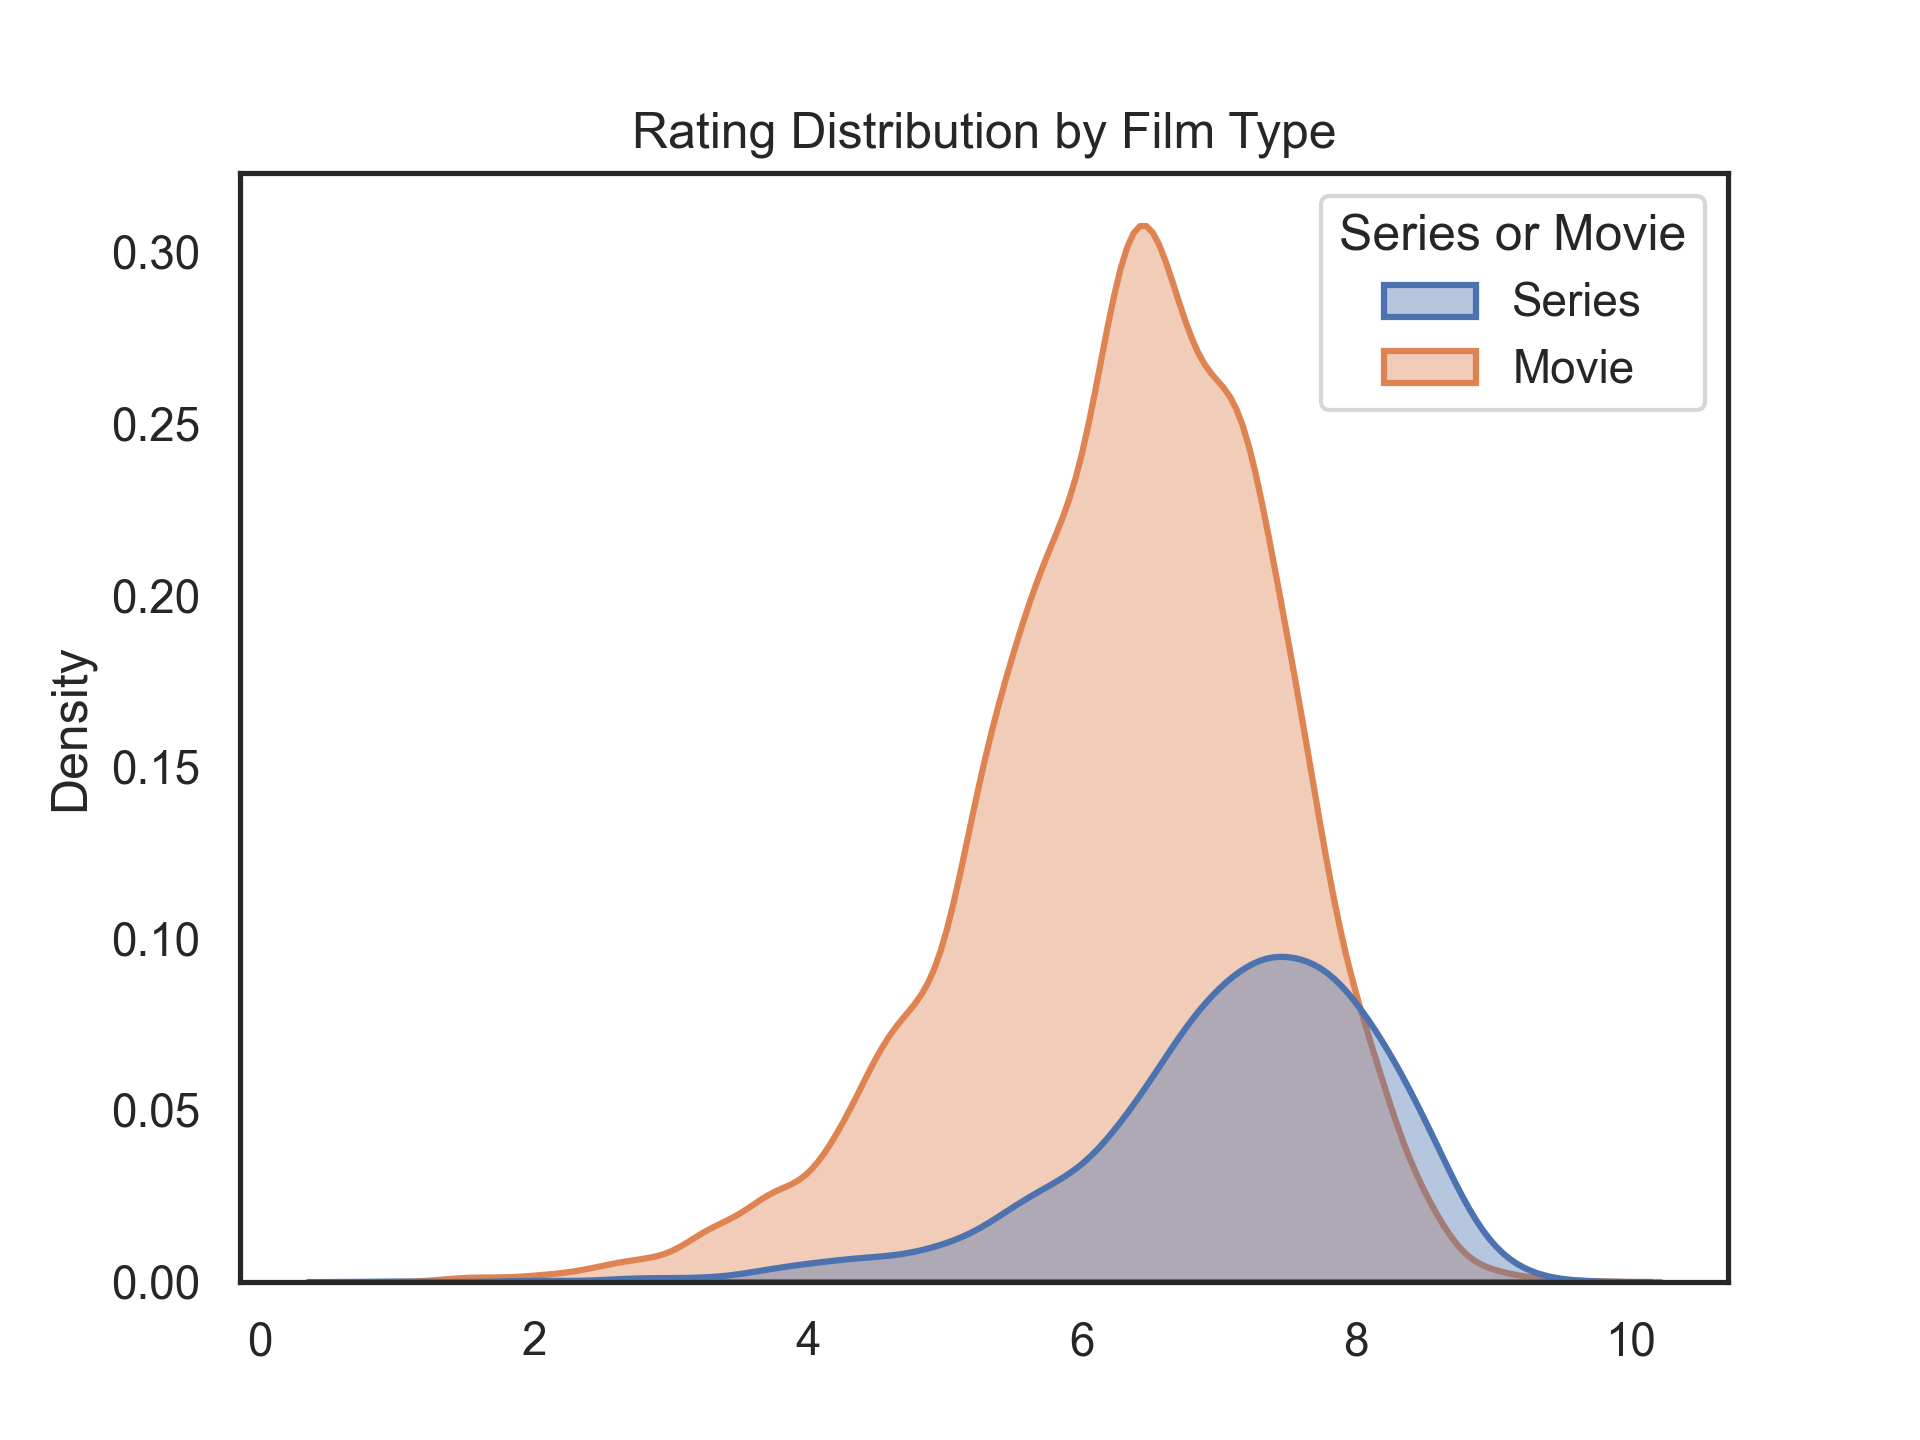 Rating Distribution by Film Type
Series or Movie
Series
Movie
Density
0.30
0.25
0.20
0.15
0.10
0.05
0.00
0 2 4 6 8 10